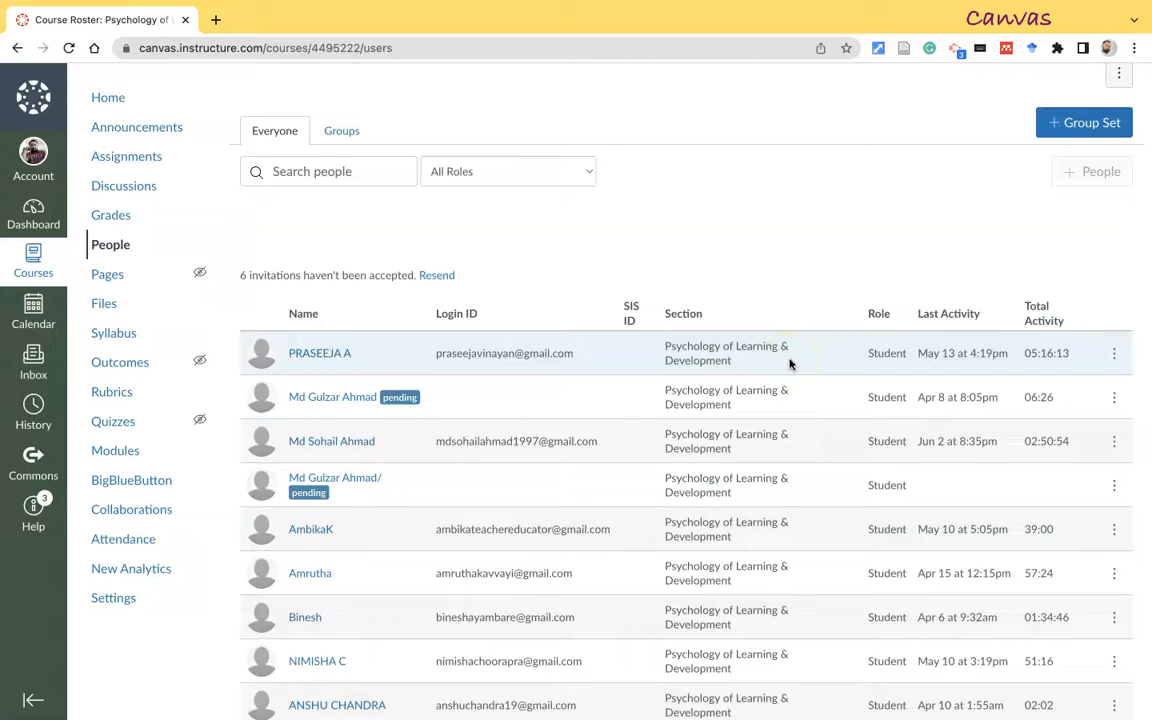 Course Roster: Psychology of
Canvas
canvas.instructure.com/courses/4495222/users
3
Account
Dashboard
Courses
Calendar
Inbox
History
Commons
3
Help
Home
Announcements
Assignments
Discussions
Grades
People
Pages
Files
Syllabus
Outcomes
Rubrics
Quizzes
Modules
BigBlueButton
Collaborations
Attendance
New Analytics
Settings
Everyone Groups
+ Group Set
Search people All Roles + People
6 invitations haven't been accepted. Resend
Name Login ID SIS ID Section Role Last Activity Total Activity
PRASEEJA A praseejavinayan@gmail.com Psychology of Learning & Development Student May 13 at 4:19pm 05:16:13
Md Gulzar Ahmad pending Psychology of Learning & Development Student Apr 8 at 8:05pm 06:26
Md Sohail Ahmad mdsohailahmad1997@gmail.com Psychology of Learning & Development Student Jun 2 at 8:35pm 02:50:54
Md Gulzar Ahmad/ pending Psychology of Learning & Development Student
AmbikaK ambikateachereducator@gmail.com Psychology of Learning & Development Student May 10 at 5:05pm 39:00
Amrutha amruthakavvayi@gmail.com Psychology of Learning & Development Student Apr 15 at 12:15pm 57:24
Binesh bineshayambare@gmail.com Psychology of Learning & Development Student Apr 6 at 9:32am 01:34:46
NIMISHA C nimishachoorapra@gmail.com Psychology of Learning & Development Student May 10 at 3:19pm 51:16
ANSHU CHANDRA anshuchandra19@gmail.com Psychology of Learning & Development Student Apr 10 at 1:55am 02:02